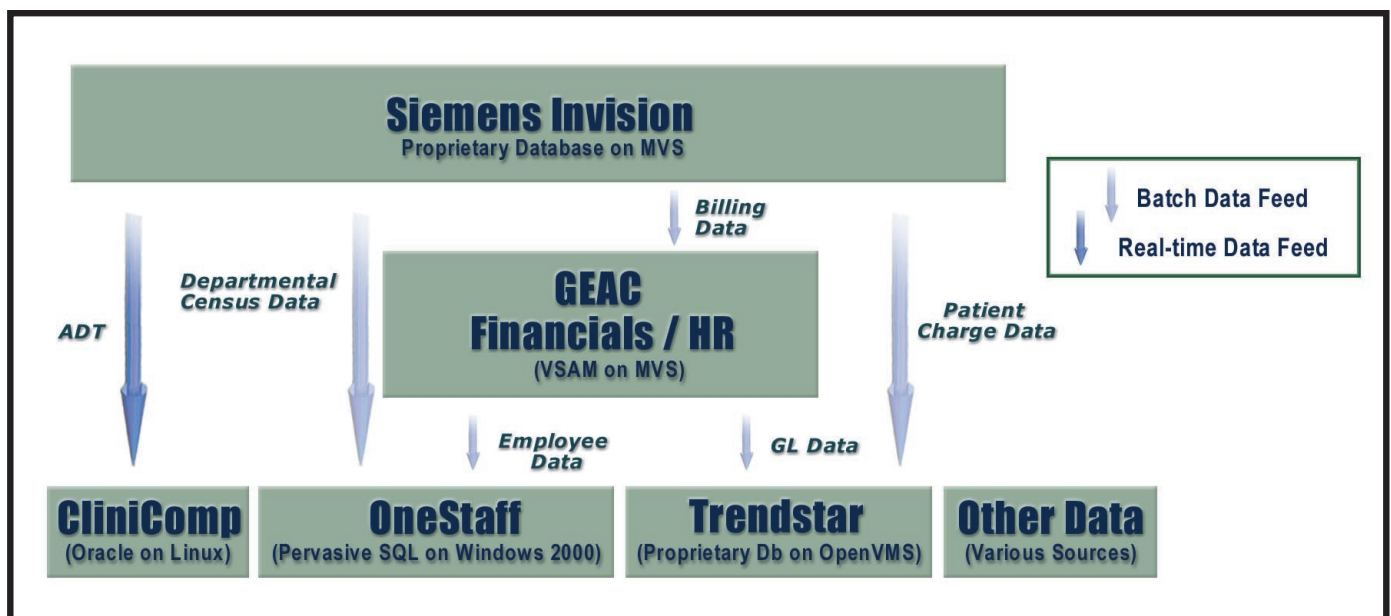 Siemens Invision
Proprietary Database on MVS
Batch Data Feed
Real-time Data Feed
Billing
Data
Departmental
Census Data
ADT
GEAC
Financials / HR
(VSAM on MVS)
Patient
Charge Data
Employee
Data
GL Data
CliniComp
(Oracle on Linux)
OneStaff
(Pervasive SQL on Windows 2000)
Trendstar
(Proprietary Db on OpenVMS)
Other Data
(Various Sources)